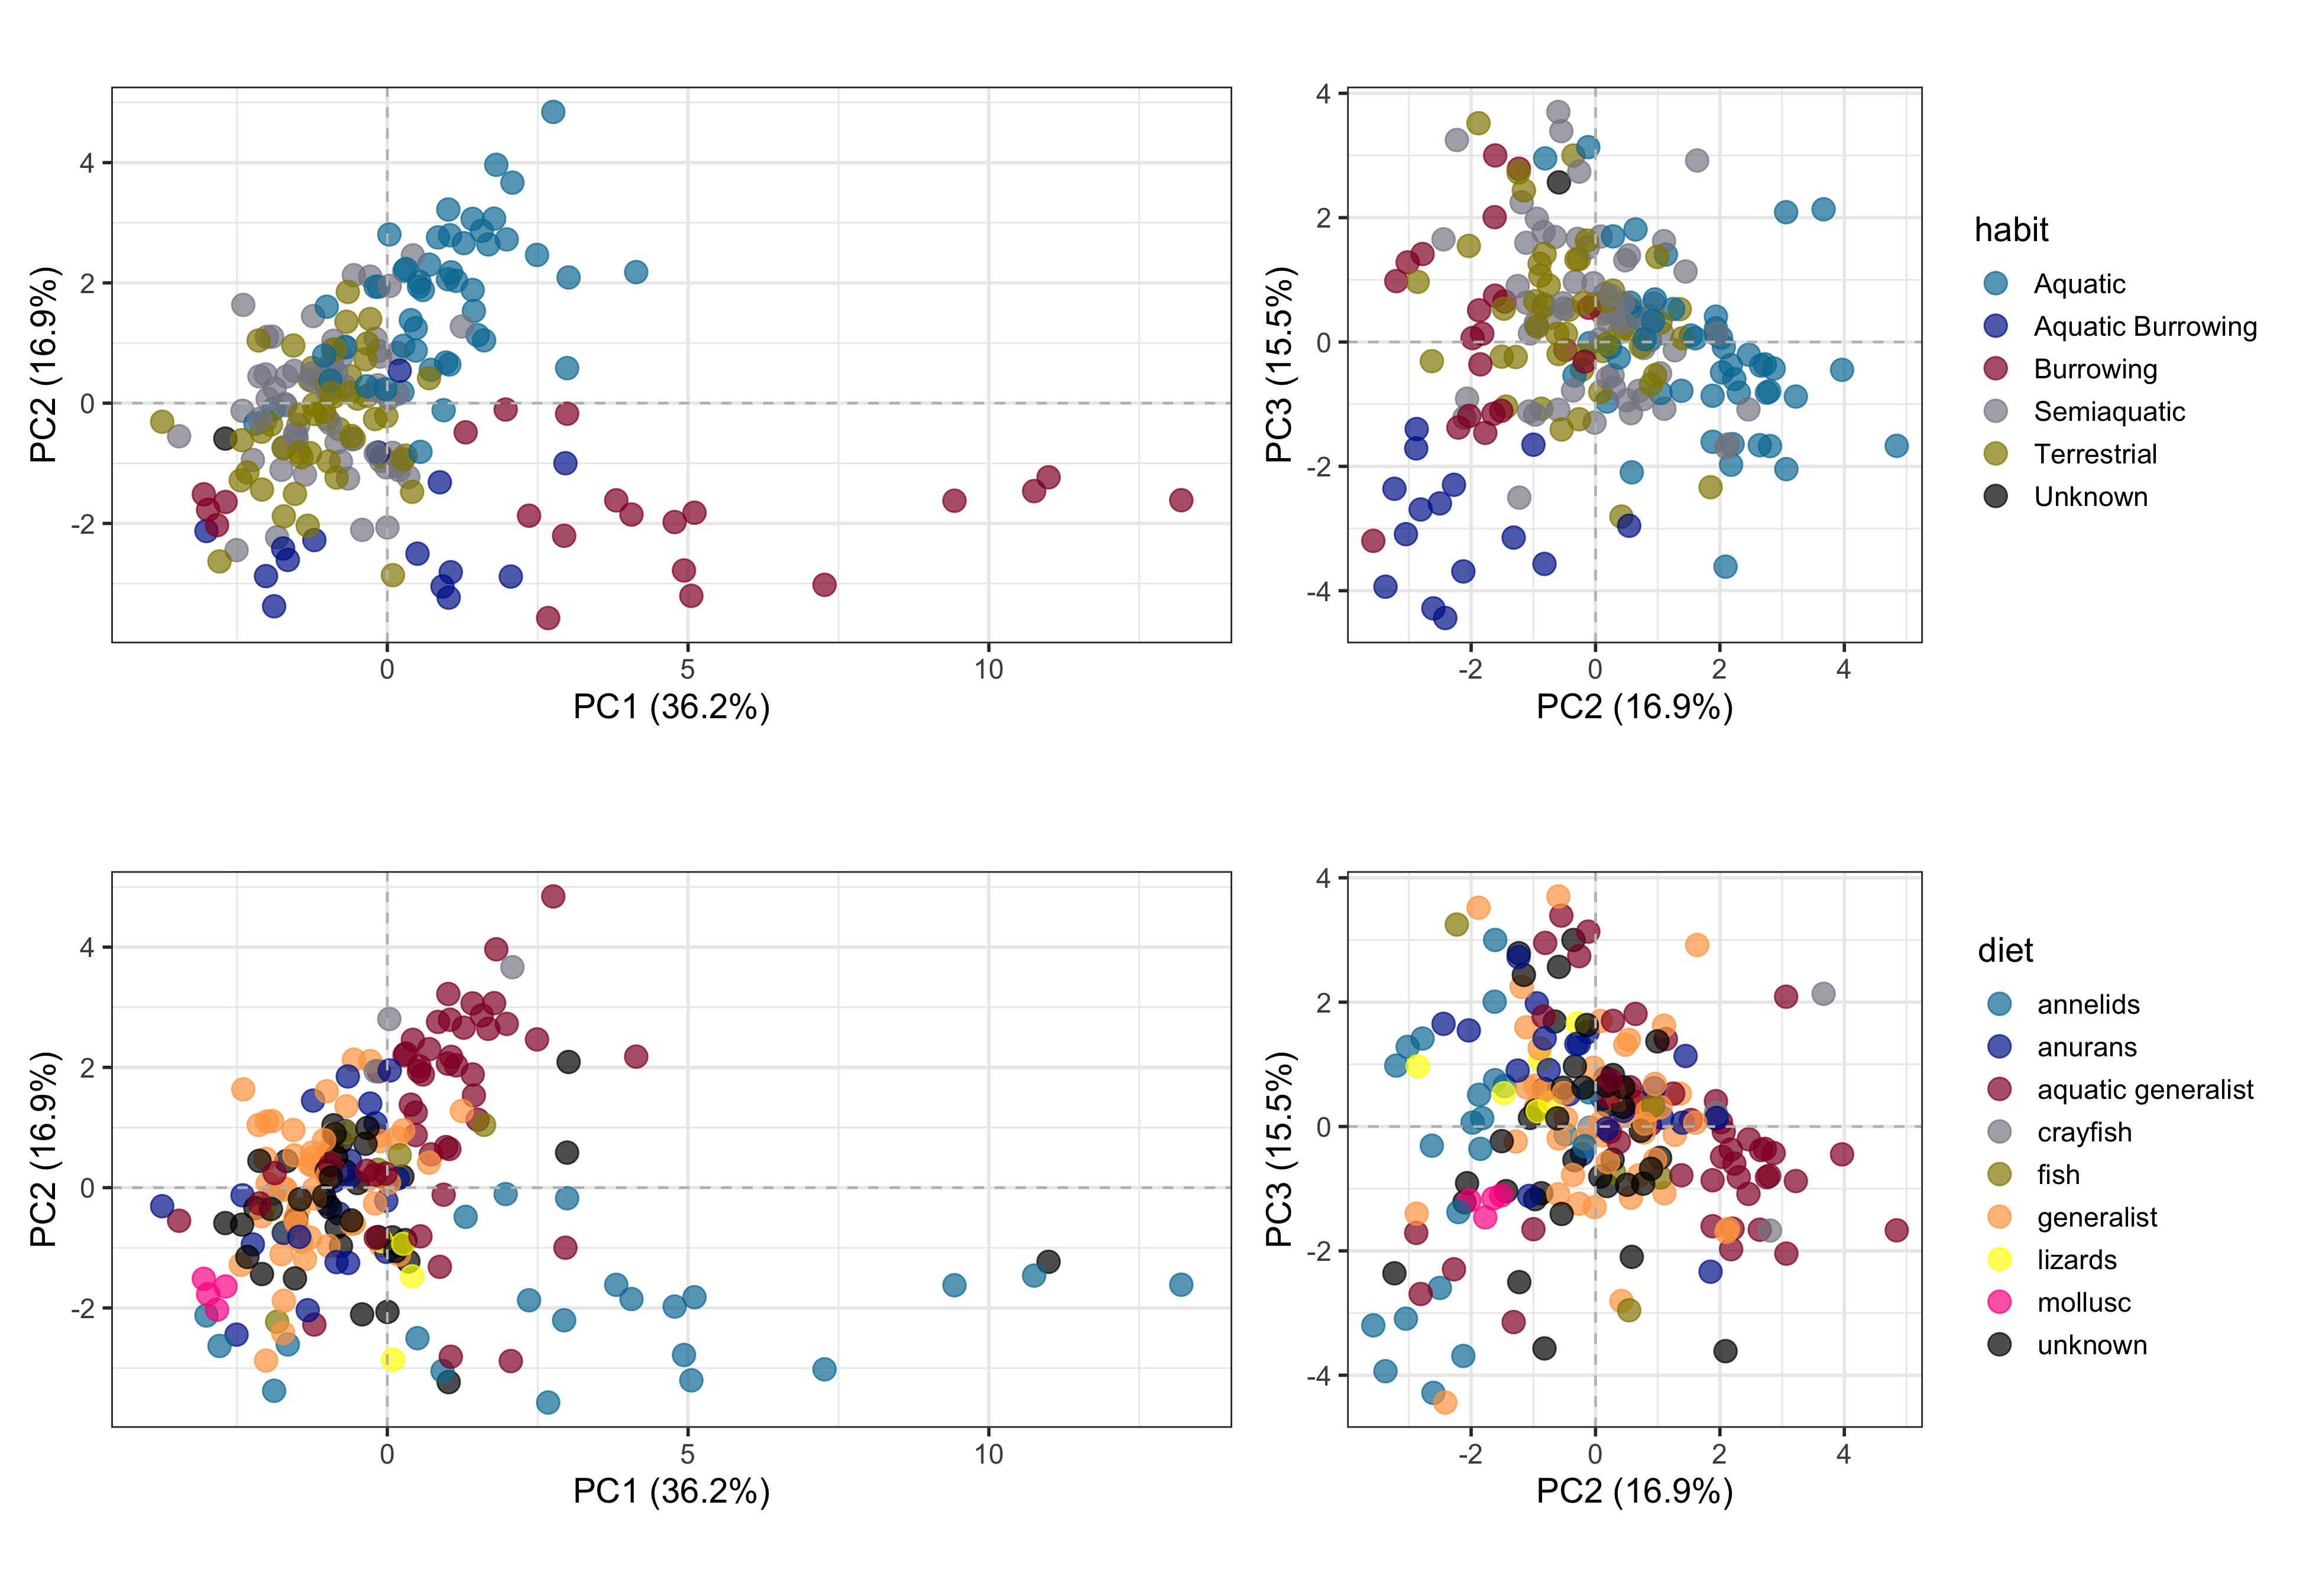 4
2
0
-2
0
5
10
PC1 (36.2%)
PC2 (16.9%)
4
2
0
-2
-4
-2
0
2
4
PC2 (16.9%)
PC3 (15.5%)
habit
Aquatic
Aquatic Burrowing
Burrowing
Semiaquatic
Terrestrial
Unknown
4
2
0
-2
0
5
10
PC1 (36.2%)
PC2 (16.9%)
4
2
0
-2
-4
-2
0
2
4
PC2 (16.9%)
PC3 (15.5%)
diet
annelids
anurans
aquatic generalist
crayfish
fish
generalist
lizards
mollusc
unknown